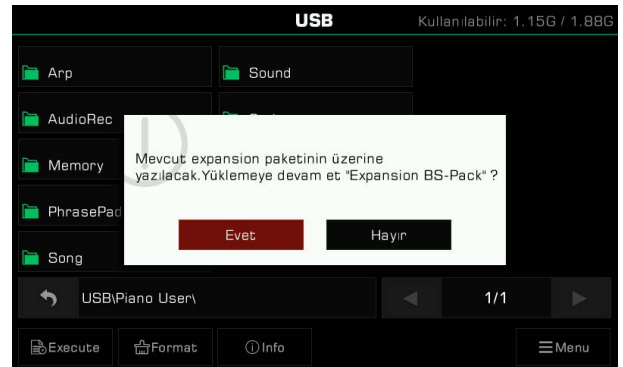 USB
Kullanılabilir: 1.15G / 1.88G
Arp
Sound
AudioRec
Memory
PhrasePad
Song
Mevcut expansion paketinin üzerine
yazılacak.Yüklemeye devam et "Expansion BS-Pack" ?
Evet
Hayır
USB\Piano User\
1/1
Execute
Format
Info
Menu